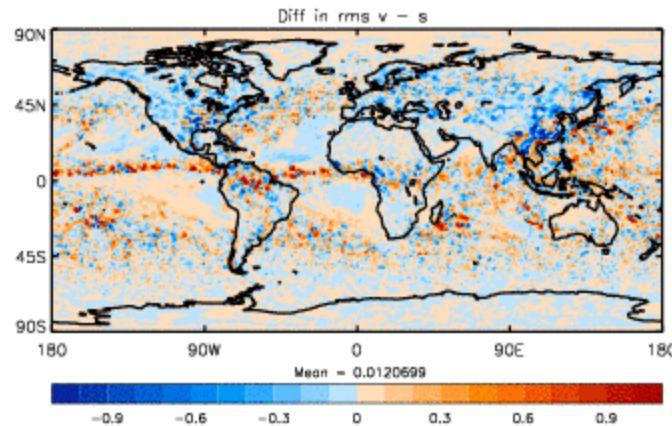 Diff in rms v - s
90N
45N
0
45S
90S
180 90W 0 90E 180
Mean = 0.0120699
-0.9 -0.6 -0.3 0 0.3 0.6 0.9